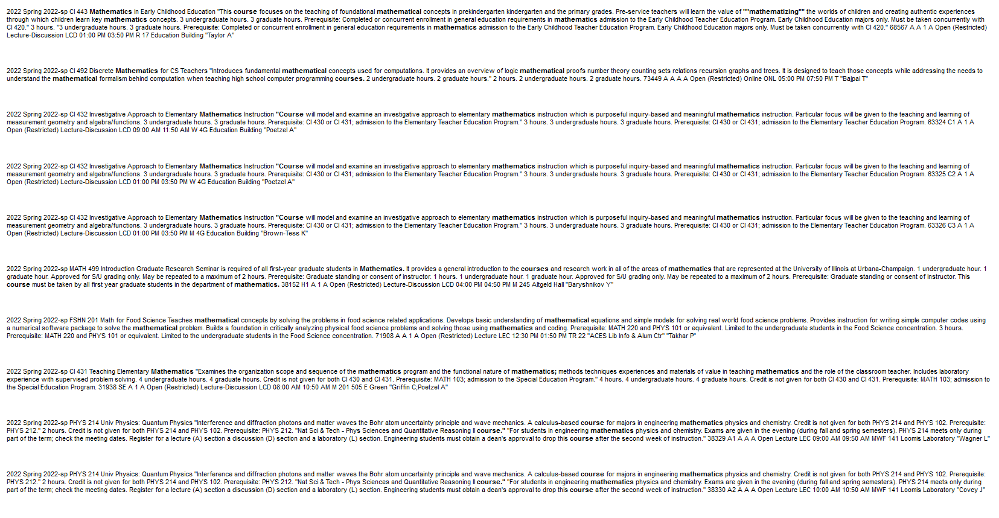 2022 Spring 2022-sp CI 443 Mathematics in Early Childhood Education "This course focuses on the teaching of foundational mathematical concepts in prekindergarten kindergarten and the primary grades. Pre-service teachers will learn the value of ""mathematizing"" the worlds of children and creating authentic experiences
through which children learn key mathematics concepts. 3 undergraduate hours. 3 graduate hours. Prerequisite: Completed or concurrent enrollment in general education requirements in mathematics admission to the Early Childhood Teacher Education Program. Early Childhood Education majors only. Must be taken concurrently with
CI 420." 3 hours. "3 undergraduate hours. 3 graduate hours. Prerequisite: Completed or concurrent enrollment in general education requirements in mathematics admission to the Early Childhood Teacher Education Program. Early Childhood Education majors only. Must be taken concurrently with CI 420." 68567 A A 1 A Open (Restricted)
Lecture-Discussion LCD 01:00 PM 03:50 PM R 17 Education Building "Taylor A"
2022 Spring 2022-sp CI 492 Discrete Mathematics for CS Teachers "Introduces fundamental mathematical concepts used for computations. It provides an overview of logic mathematical proofs number theory counting sets relations recursion graphs and trees. It is designed to teach those concepts while addressing the needs to
understand the mathematical formalism behind computation when teaching high school computer programming courses. 2 undergraduate hours. 2 graduate hours." 2 hours. 2 undergraduate hours. 2 graduate hours. 73449 A A A A Open (Restricted) Online ONL 05:00 PM 07:50 PM T "Bajpai T"
2022 Spring 2022-sp CI 432 Investigative Approach to Elementary Mathematics Instruction "Course will model and examine an investigative approach to elementary mathematics instruction which is purposeful inquiry-based and meaningful mathematics instruction. Particular focus will be given to the teaching and learning of
measurement geometry and algebra/functions. 3 undergraduate hours. 3 graduate hours. Prerequisite: CI 430 or CI 431; admission to the Elementary Teacher Education Program." 3 hours. 3 undergraduate hours. 3 graduate hours. Prerequisite: CI 430 or CI 431; admission to the Elementary Teacher Education Program. 63324 C1 A 1 A
Open (Restricted) Lecture-Discussion LCD 09:00 AM 11:50 AM W 4G Education Building "Poetzel A"
2022 Spring 2022-sp CI 432 Investigative Approach to Elementary Mathematics Instruction "Course will model and examine an investigative approach to elementary mathematics instruction which is purposeful inquiry-based and meaningful mathematics instruction. Particular focus will be given to the teaching and learning of
measurement geometry and algebra/functions. 3 undergraduate hours. 3 graduate hours. Prerequisite: CI 430 or CI 431; admission to the Elementary Teacher Education Program." 3 hours. 3 undergraduate hours. 3 graduate hours. Prerequisite: CI 430 or CI 431; admission to the Elementary Teacher Education Program. 63325 C2 A 1 A
Open (Restricted) Lecture-Discussion LCD 01:00 PM 03:50 PM W 4G Education Building "Poetzel A"
2022 Spring 2022-sp CI 432 Investigative Approach to Elementary Mathematics Instruction "Course will model and examine an investigative approach to elementary mathematics instruction which is purposeful inquiry-based and meaningful mathematics instruction. Particular focus will be given to the teaching and learning of
measurement geometry and algebra/functions. 3 undergraduate hours. 3 graduate hours. Prerequisite: CI 430 or CI 431; admission to the Elementary Teacher Education Program." 3 hours. 3 undergraduate hours. 3 graduate hours. Prerequisite: CI 430 or CI 431; admission to the Elementary Teacher Education Program. 63326 C3 A 1 A
Open (Restricted) Lecture-Discussion LCD 01:00 PM 03:50 PM M 4G Education Building "Brown-Tess K"
2022 Spring 2022-sp MATH 499 Introduction Graduate Research Seminar is required of all first-year graduate students in Mathematics. It provides a general introduction to the courses and research work in all of the areas of mathematics that are represented at the University of Illinois at Urbana-Champaign. 1 undergraduate hour. 1
graduate hour. Approved for S/U grading only. May be repeated to a maximum of 2 hours. Prerequisite: Graduate standing or consent of instructor. 1 hours. 1 undergraduate hour. 1 graduate hour. Approved for S/U grading only. May be repeated to a maximum of 2 hours. Prerequisite: Graduate standing or consent of instructor. This
course must be taken by all first year graduate students in the department of mathematics. 38152 H1 A 1 A Open (Restricted) Lecture-Discussion LCD 04:00 PM 04:50 PM M 245 Altgeld Hall "Baryshnikov Y"
2022 Spring 2022-sp FSHN 201 Math for Food Science Teaches mathematical concepts by solving the problems in food science related applications. Develops basic understanding of mathematical equations and simple models for solving real world food science problems. Provides instruction for writing simple computer codes using
a numerical software package to solve the mathematical problem. Builds a foundation in critically analyzing physical food science problems and solving those using mathematics and coding. Prerequisite: MATH 220 and PHYS 101 or equivalent. Limited to the undergraduate students in the Food Science concentration. 3 hours.
Prerequisite: MATH 220 and PHYS 101 or equivalent. Limited to the undergraduate students in the Food Science concentration. 71908 A A 1 A Open (Restricted) Lecture LEC 12:30 PM 01:50 PM TR 22 "ACES Lib Info & Alum Ctr" "Takhar P"
2022 Spring 2022-sp CI 431 Teaching Elementary Mathematics "Examines the organization scope and sequence of the mathematics program and the functional nature of mathematics; methods techniques experiences and materials of value in teaching mathematics and the role of the classroom teacher. Includes laboratory
experience with supervised problem solving. 4 undergraduate hours. 4 graduate hours. Credit is not given for both CI 430 and CI 431. Prerequisite: MATH 103; admission to the Special Education Program." 4 hours. 4 undergraduate hours. 4 graduate hours. Credit is not given for both CI 430 and CI 431. Prerequisite: MATH 103; admission to
the Special Education Program. 31938 SE A 1 A Open (Restricted) Lecture-Discussion LCD 08:00 AM 10:50 AM M 201 505 E Green "Griffin C;Poetzel A"
2022 Spring 2022-sp PHYS 214 Univ Physics: Quantum Physics "Interference and diffraction photons and matter waves the Bohr atom uncertainty principle and wave mechanics. A calculus-based course for majors in engineering mathematics physics and chemistry. Credit is not given for both PHYS 214 and PHYS 102. Prerequisite:
PHYS 212." 2 hours. Credit is not given for both PHYS 214 and PHYS 102. Prerequisite: PHYS 212. "Nat Sci & Tech - Phys Sciences and Quantitative Reasoning II course." "For students in engineering mathematics physics and chemistry. Exams are given in the evening (during fall and spring semesters). PHYS 214 meets only during
part of the term; check the meeting dates. Register for a lecture (A) section a discussion (D) section and a laboratory (L) section. Engineering students must obtain a dean's approval to drop this course after the second week of instruction." 38329 A1 A A A Open Lecture LEC 09:00 AM 09:50 AM MWF 141 Loomis Laboratory "Wagner L"
2022 Spring 2022-sp PHYS 214 Univ Physics: Quantum Physics "Interference and diffraction photons and matter waves the Bohr atom uncertainty principle and wave mechanics. A calculus-based course for majors in engineering mathematics physics and chemistry. Credit is not given for both PHYS 214 and PHYS 102. Prerequisite:
PHYS 212." 2 hours. Credit is not given for both PHYS 214 and PHYS 102. Prerequisite: PHYS 212. "Nat Sci & Tech - Phys Sciences and Quantitative Reasoning II course." "For students in engineering mathematics physics and chemistry. Exams are given in the evening (during fall and spring semesters). PHYS 214 meets only during
part of the term; check the meeting dates. Register for a lecture (A) section a discussion (D) section and a laboratory (L) section. Engineering students must obtain a dean's approval to drop this course after the second week of instruction." 38330 A2 A A A Open Lecture LEC 10:00 AM 10:50 AM MWF 141 Loomis Laboratory "Covey J"